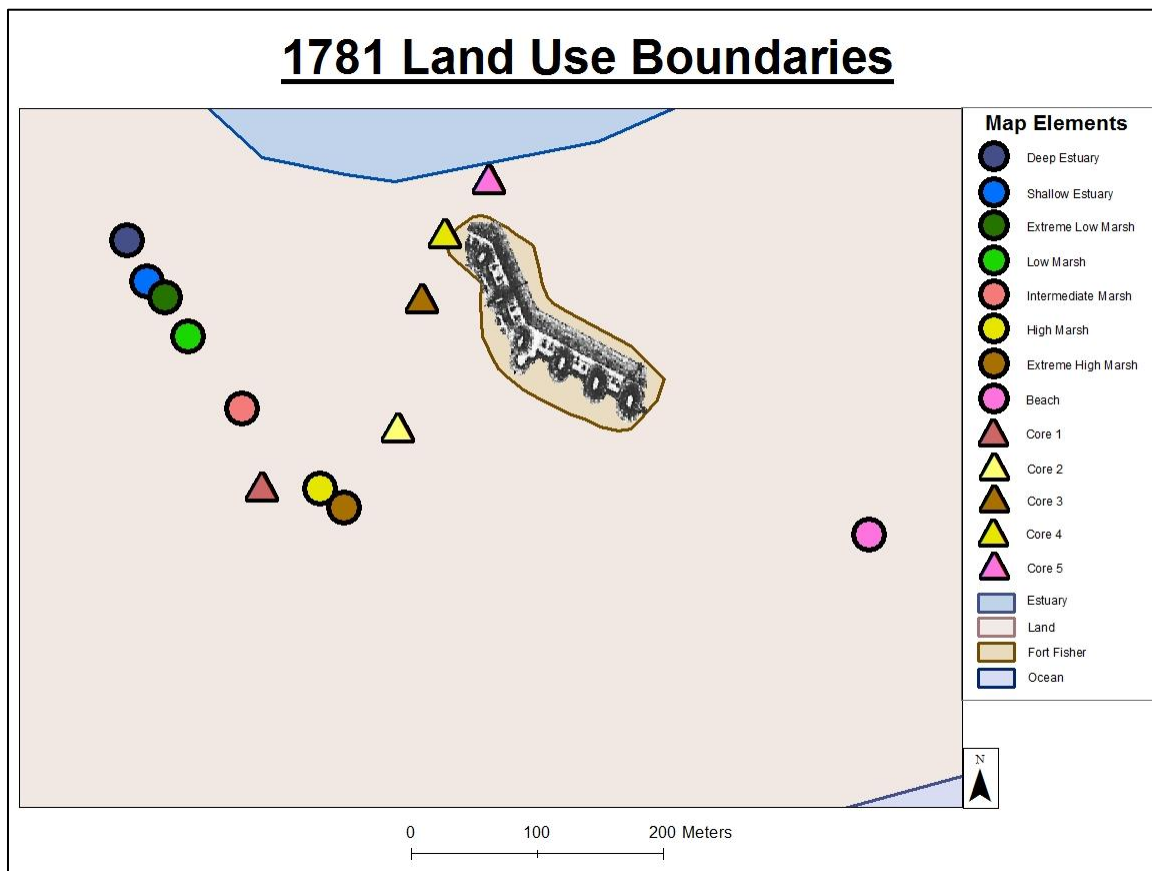 1781 Land Use Boundaries
Map Elements
Deep Estuary
Shallow Estuary
Extreme Low Marsh
Low Marsh
Intermediate Marsh
High Marsh
Extreme High Marsh
Beach
Core 1
Core 2
Core 3
Core 4
Core 5
Estuary
Land
Fort Fisher
Ocean
N
0 100 200 Meters